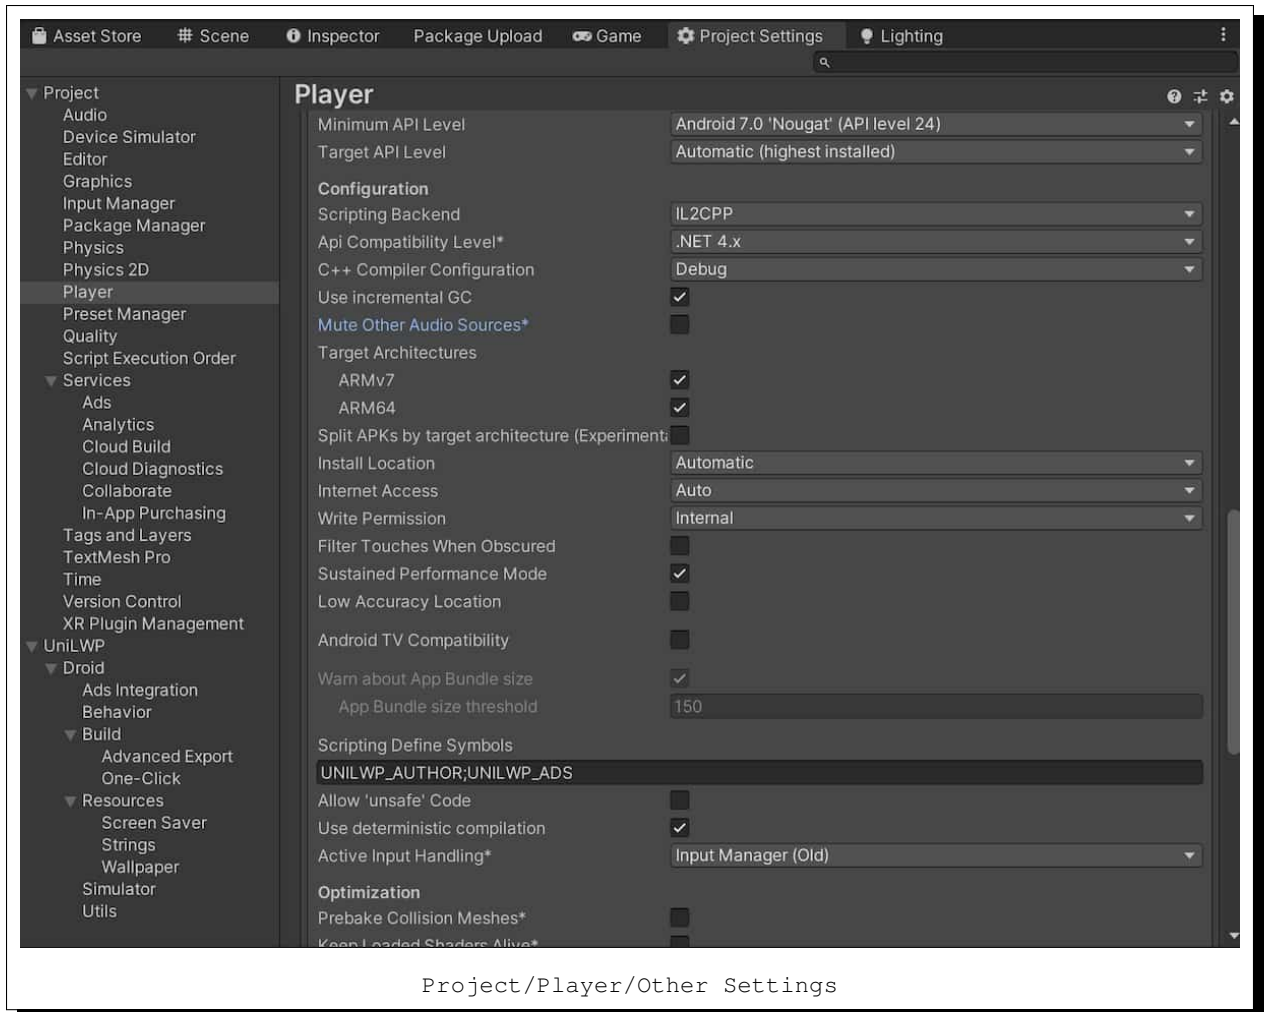 Asset Store
Scene
Inspector
Package Upload
Game
Project Settings
Lighting
Project
Audio
Device Simulator
Editor
Graphics
Input Manager
Package Manager
Physics
Physics 2D
Player
Preset Manager
Quality
Script Execution Order
Services
Ads
Analytics
Cloud Build
Cloud Diagnostics
Collaborate
In-App Purchasing
Tags and Layers
TextMesh Pro
Time
Version Control
XR Plugin Management
UniLWP
Droid
Ads Integration
Behavior
Build
Advanced Export
One-Click
Resources
Screen Saver
Strings
Wallpaper
Simulator
Utils
Player
Minimum API Level Android 7.0 'Nougat' (API level 24)
Target API Level Automatic (highest installed)
Configuration
Scripting Backend IL2CPP
Api Compatibility Level* .NET 4.x
C++ Compiler Configuration Debug
Use incremental GC
Mute Other Audio Sources*
Target Architectures
ARMv7
ARM64
Split APKs by target architecture (Experimenta
Install Location Automatic
Internet Access Auto
Write Permission Internal
Filter Touches When Obscured
Sustained Performance Mode
Low Accuracy Location
Android TV Compatibility
Warn about App Bundle size
App Bundle size threshold 150
Scripting Define Symbols
UNILWP_AUTHOR;UNILWP_ADS
Allow 'unsafe' Code
Use deterministic compilation
Active Input Handling* Input Manager (Old)
Optimization
Prebake Collision Meshes*
Keep Loaded Shaders Alive*
Project/Player/Other Settings